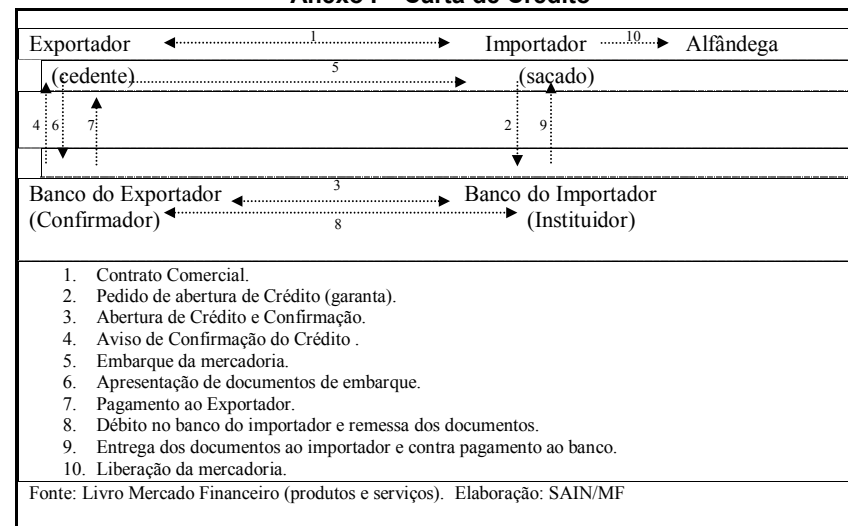 Anexo I – Carta de Crédito
Exportador 1 Importador 10 Alfândega
(cedente) 5 (sacado)
4 6 7 2 9
Banco do Exportador 3 Banco do Importador
(Confirmador) 8 (Instituidor)
1. Contrato Comercial.
2. Pedido de abertura de Crédito (garanta).
3. Abertura de Crédito e Confirmação.
4. Aviso de Confirmação do Crédito .
5. Embarque da mercadoria.
6. Apresentação de documentos de embarque.
7. Pagamento ao Exportador.
8. Débito no banco do importador e remessa dos documentos.
9. Entrega dos documentos ao importador e contra pagamento ao banco.
10. Liberação da mercadoria.
Fonte: Livro Mercado Financeiro (produtos e serviços). Elaboração: SAIN/MF